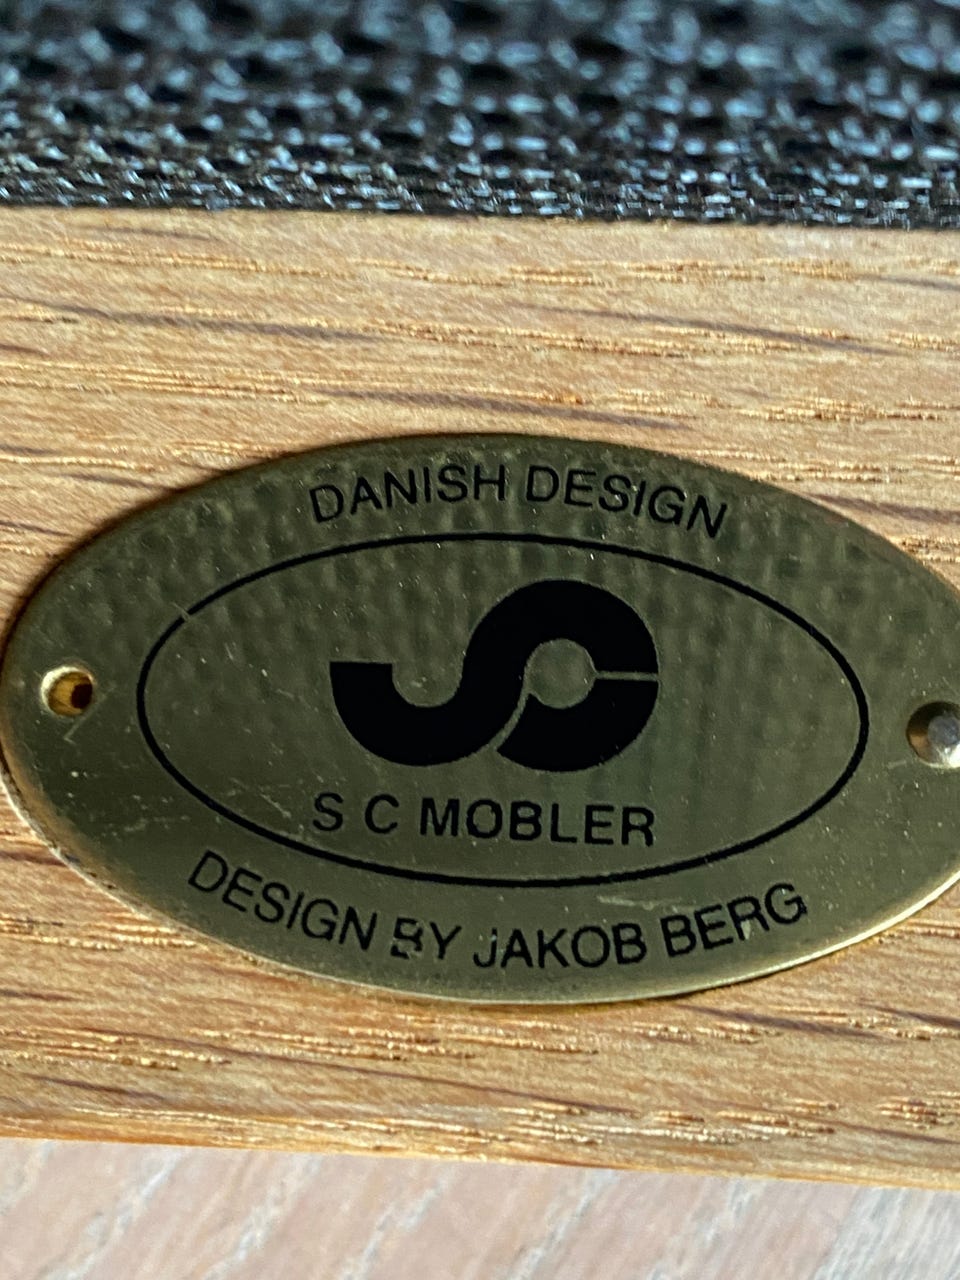 DANISH DESIGN
S C MOBLER
DESIGN BY JAKOB BERG